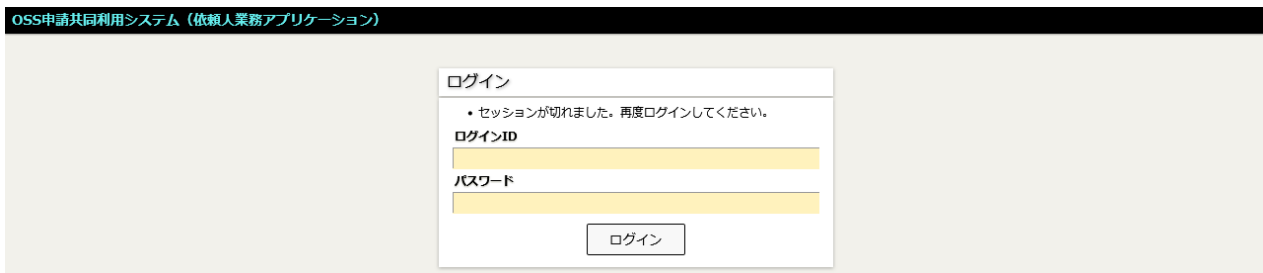 OSS申請共同利用システム（依頼人業務アプリケーション）
ログイン
・セッションが切れました。再度ログインしてください。
ログインID
パスワード
ログイン